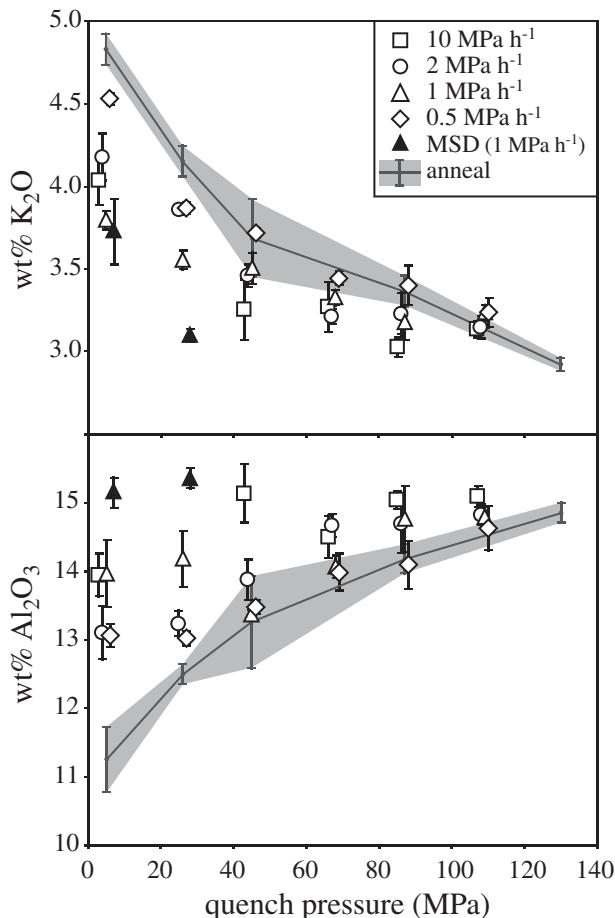 5.0
4.5
4.0
3.5
3.0
wt% K₂O
10 MPa h⁻¹
2 MPa h⁻¹
1 MPa h⁻¹
0.5 MPa h⁻¹
MSD (1 MPa h⁻¹)
anneal
15
14
13
12
11
10
wt% Al₂O₃
0 20 40 60 80 100 120 140
quench pressure (MPa)